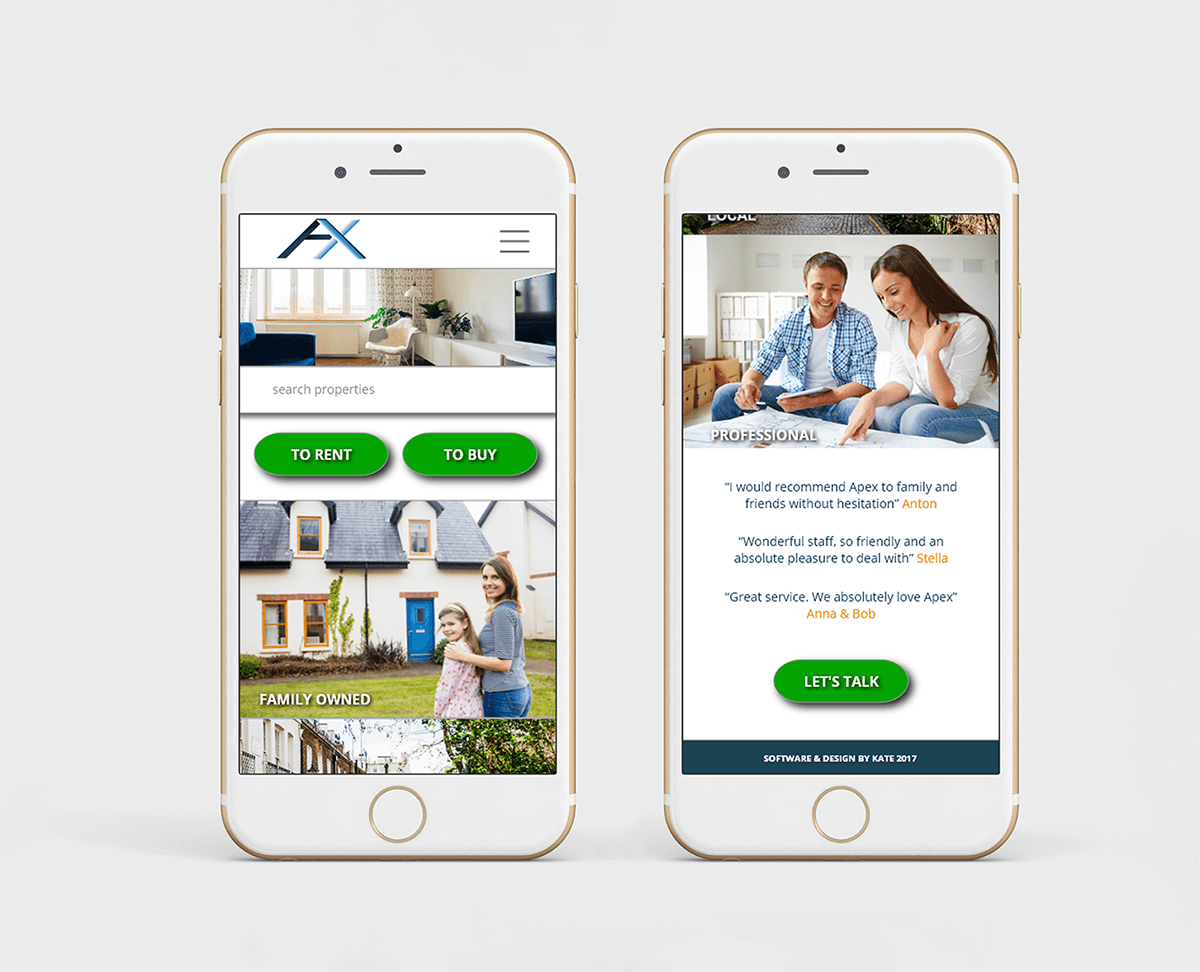 AX
search properties
TO RENT
TO BUY
FAMILY OWNED
LOCAL
PROFESSIONAL
“I would recommend Apex to family and
friends without hesitation” Anton
“Wonderful staff, so friendly and an
absolute pleasure to deal with” Stella
“Great service. We absolutely love Apex”
Anna & Bob
LET'S TALK
SOFTWARE & DESIGN BY KATE 2017